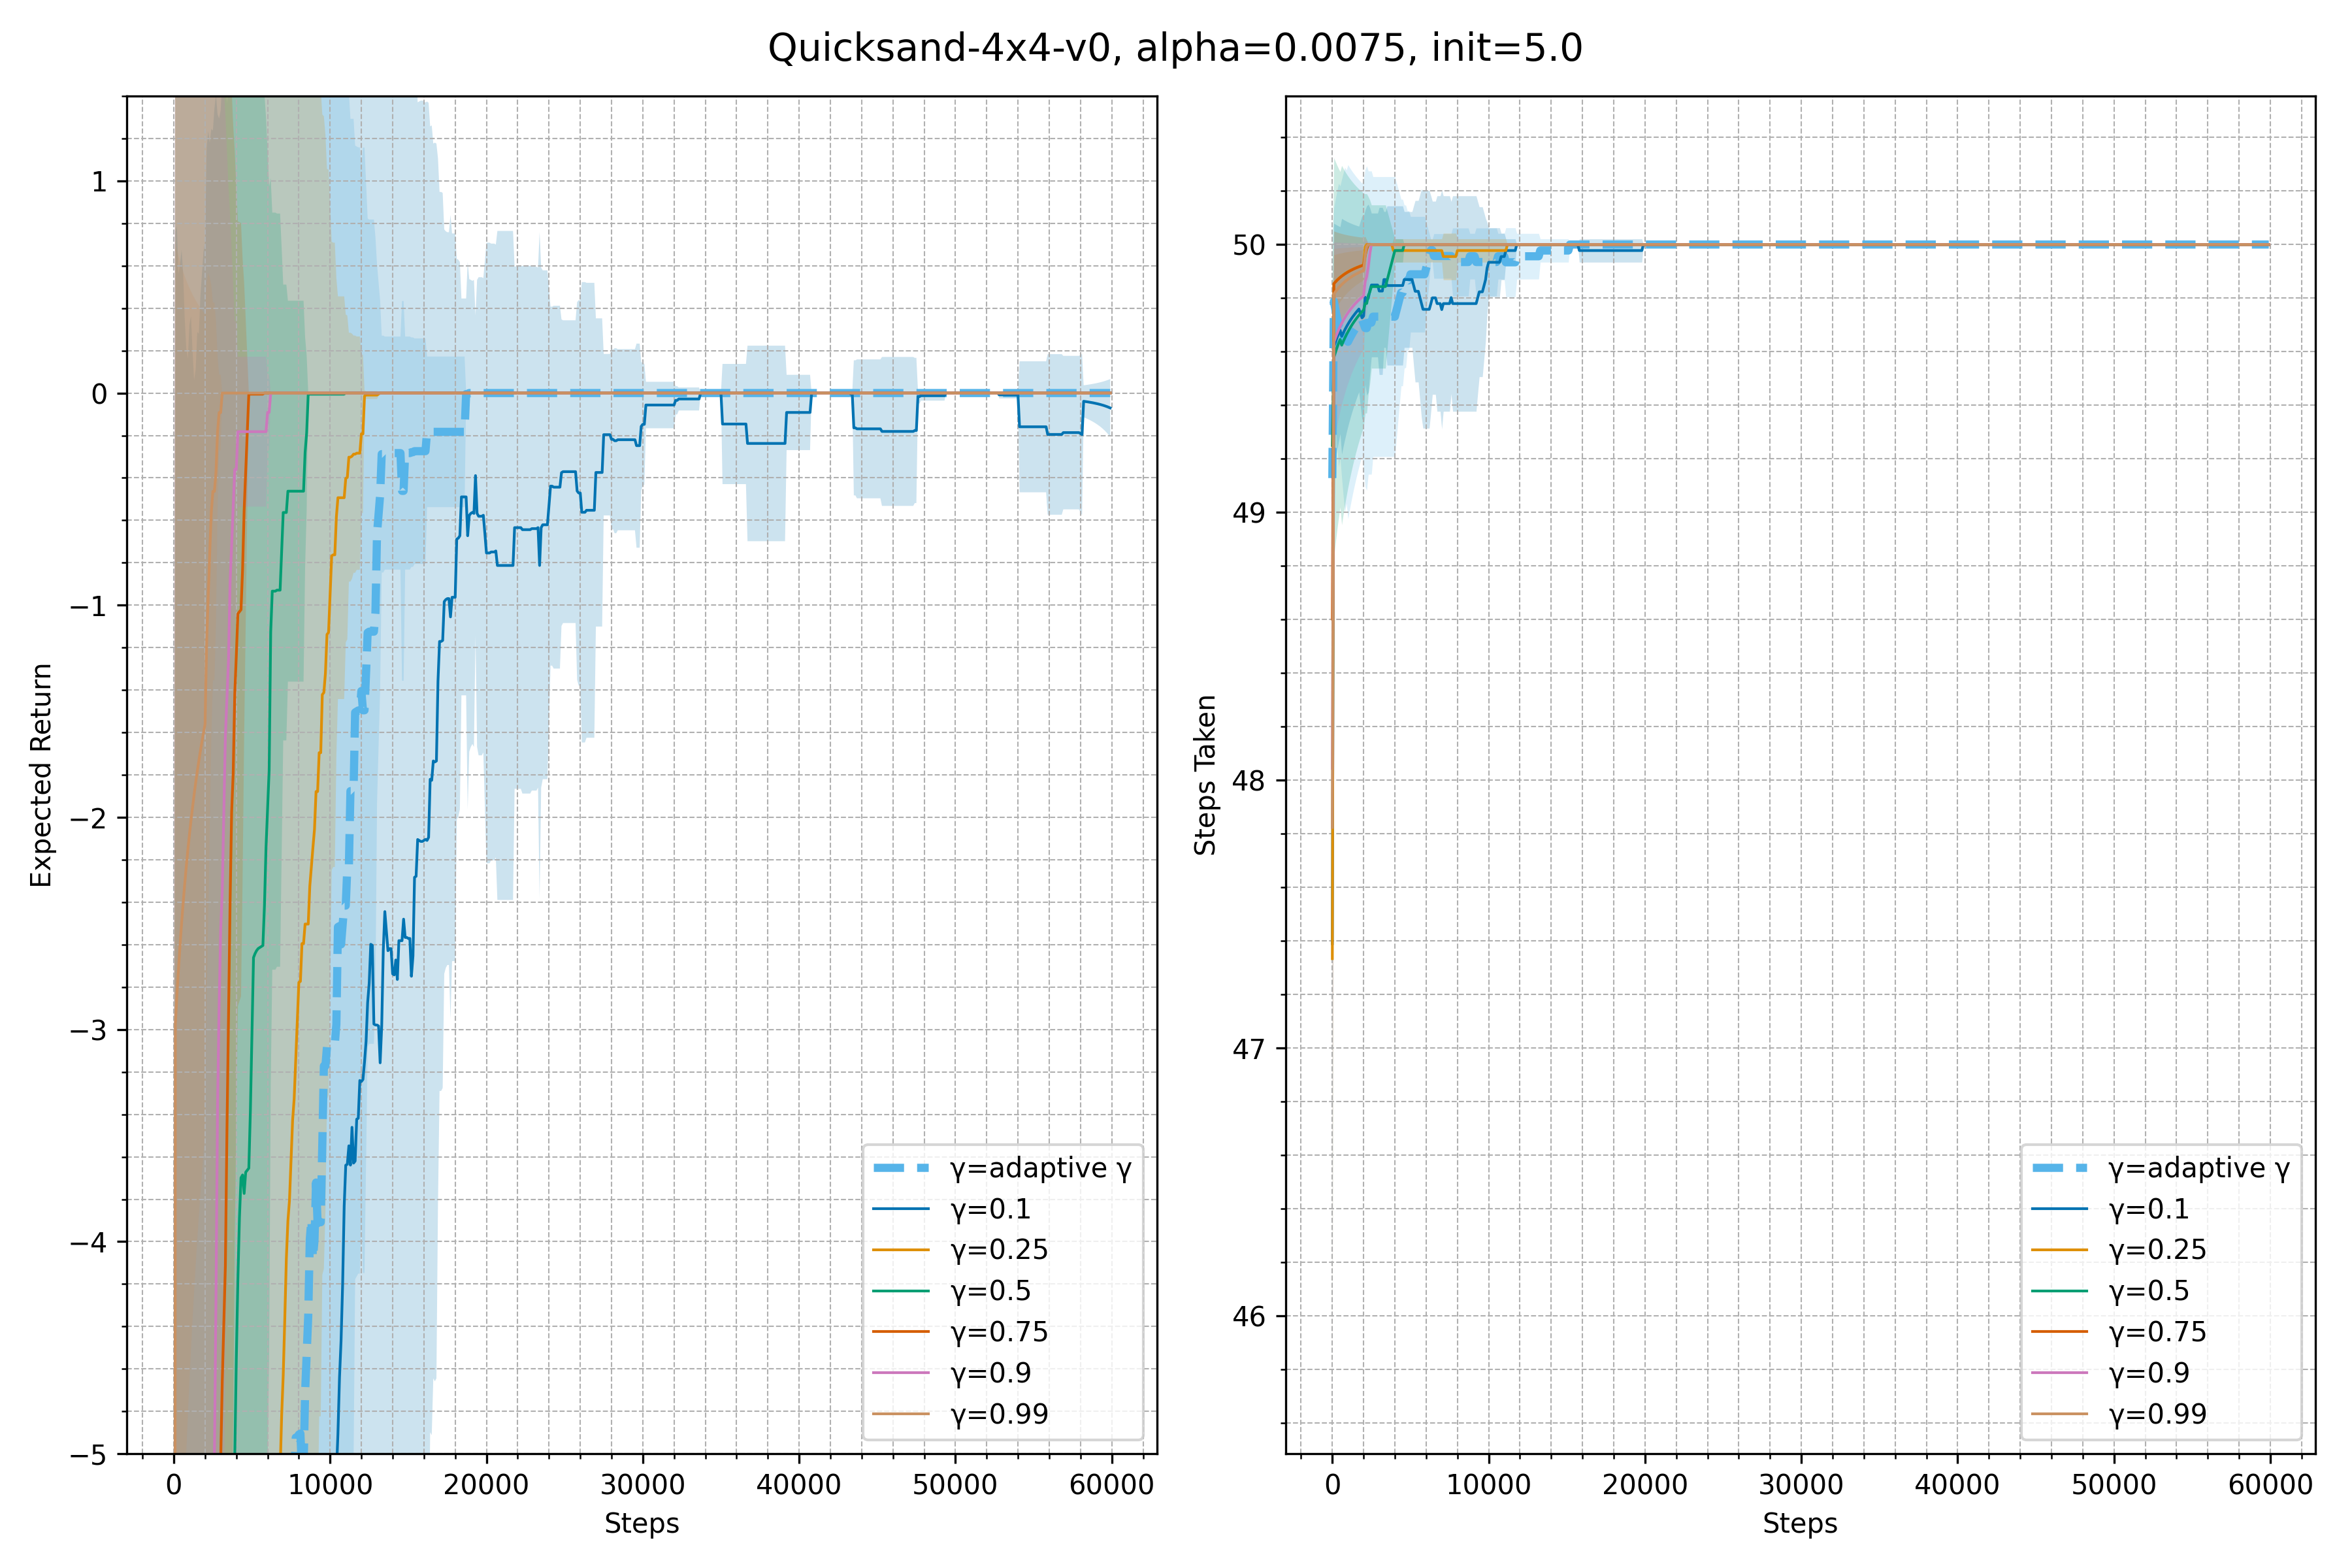 Quicksand-4x4-v0, alpha=0.0075, init=5.0
Expected Return
1
0
−1
−2
−3
−4
−5
0 10000 20000 30000 40000 50000 60000
Steps
γ=adaptive γ
γ=0.1
γ=0.25
γ=0.5
γ=0.75
γ=0.9
γ=0.99
Steps Taken
50
49
48
47
46
0 10000 20000 30000 40000 50000 60000
Steps
γ=adaptive γ
γ=0.1
γ=0.25
γ=0.5
γ=0.75
γ=0.9
γ=0.99